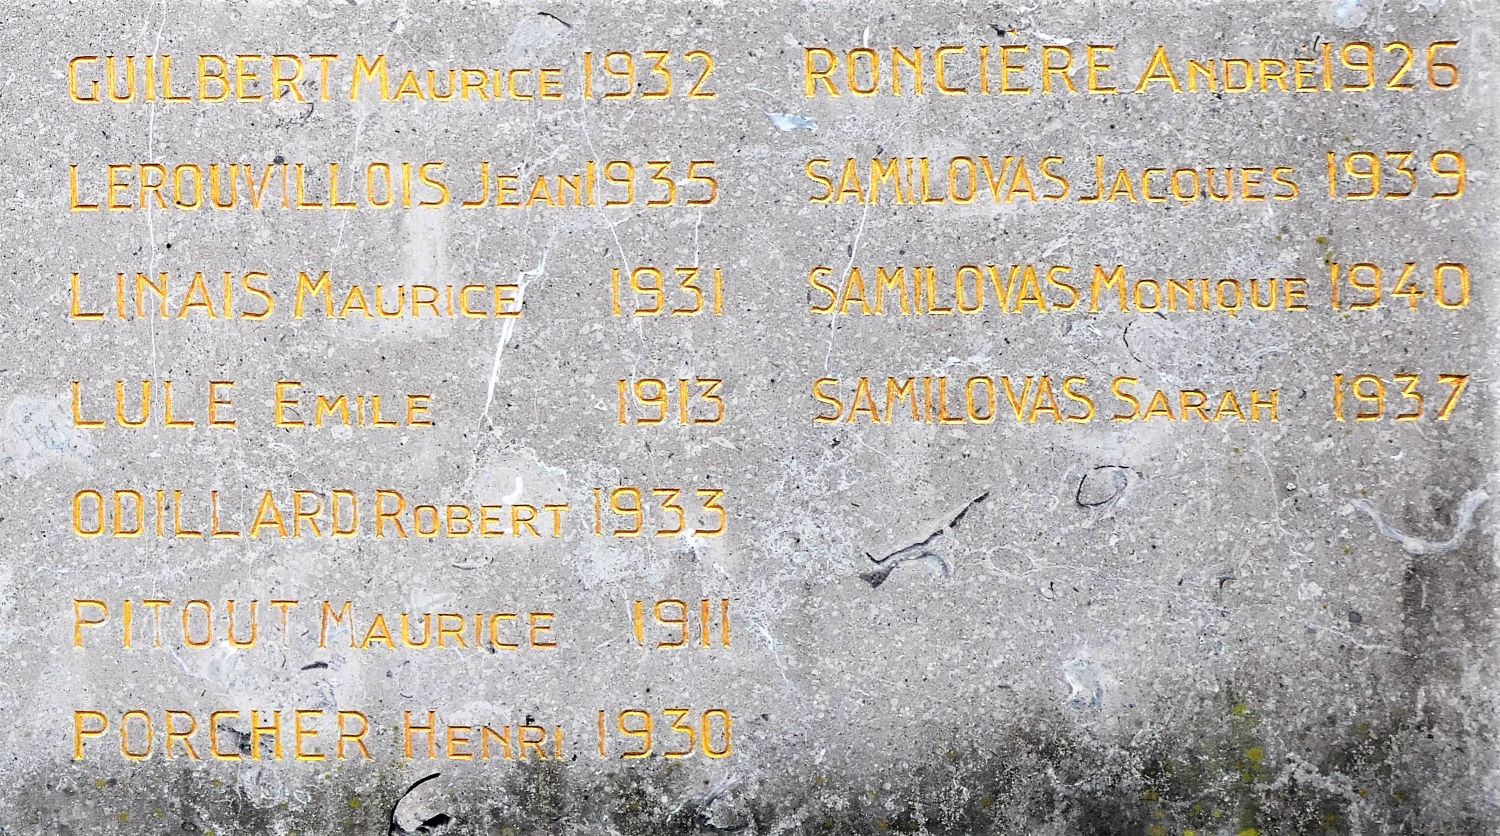 GUILBERT MAURICE 1932
LEROUVILLOIS JEAN 1935
LINAIS MAURICE 1931
LULE EMILE 1913
ODILLARD ROBERT 1933
PITOUT MAURICE 1911
PORCHER HENRI 1930
RONCIÈRE ANDRÉ 1926
SAMILOVAS JACQUES 1939
SAMILOVAS MONIQUE 1940
SAMILOVAS SARAH 1937